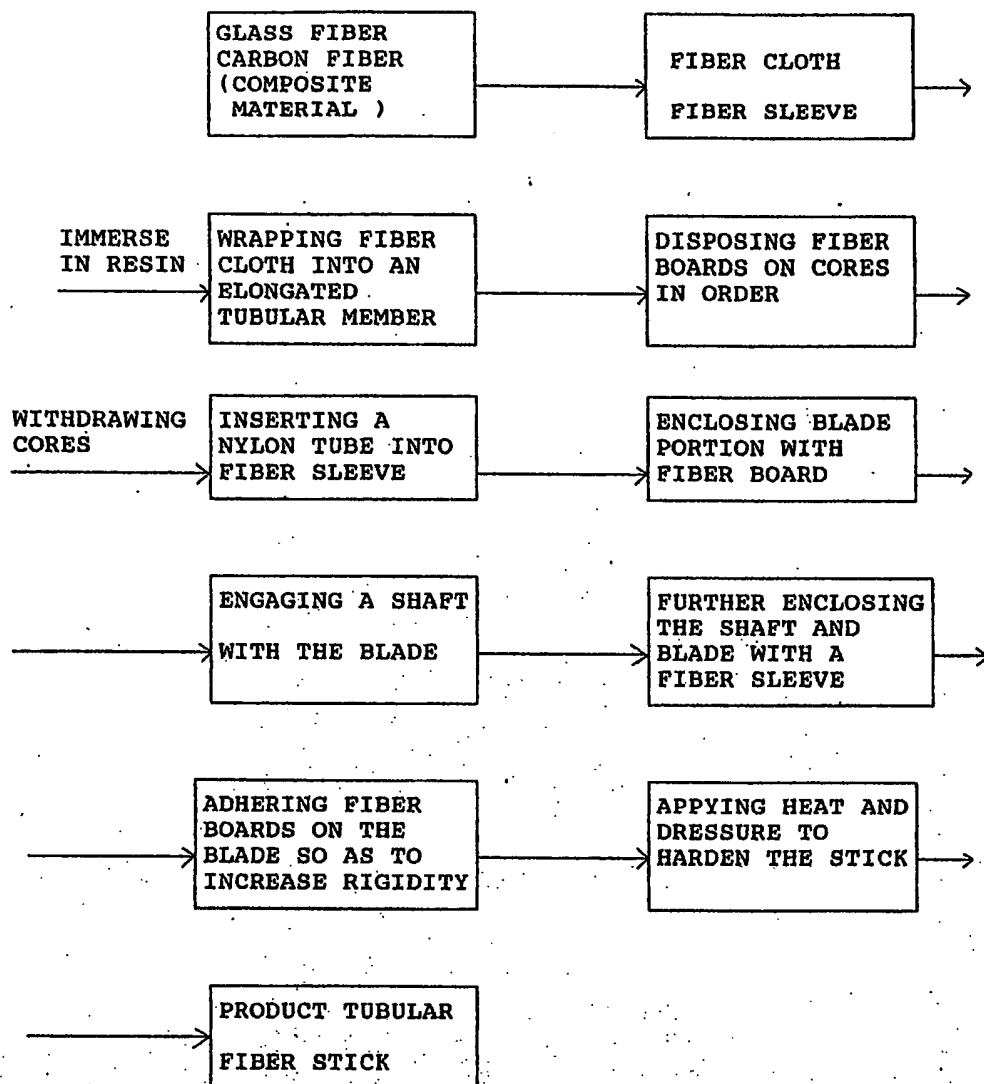 GLASS FIBER
CARBON FIBER
(COMPOSITE
MATERIAL )
FIBER CLOTH
FIBER SLEEVE
IMMERSE
IN RESIN
WRAPPING FIBER
CLOTH INTO AN
ELONGATED
TUBULAR MEMBER
DISPOSING FIBER
BOARDS ON CORES
IN ORDER
WITHDRAWING
CORES
INSERTING A
NYLON TUBE INTO
FIBER SLEEVE
ENCLOSING BLADE
PORTION WITH
FIBER BOARD
ENGAGING A SHAFT
WITH THE BLADE
FURTHER ENCLOSING
THE SHAFT AND
BLADE WITH A
FIBER SLEEVE
ADHERING FIBER
BOARDS ON THE
BLADE SO AS TO
INCREASE RIGIDITY
APPYING HEAT AND
DRESSURE TO
HARDEN THE STICK
PRODUCT TUBULAR
FIBER STICK